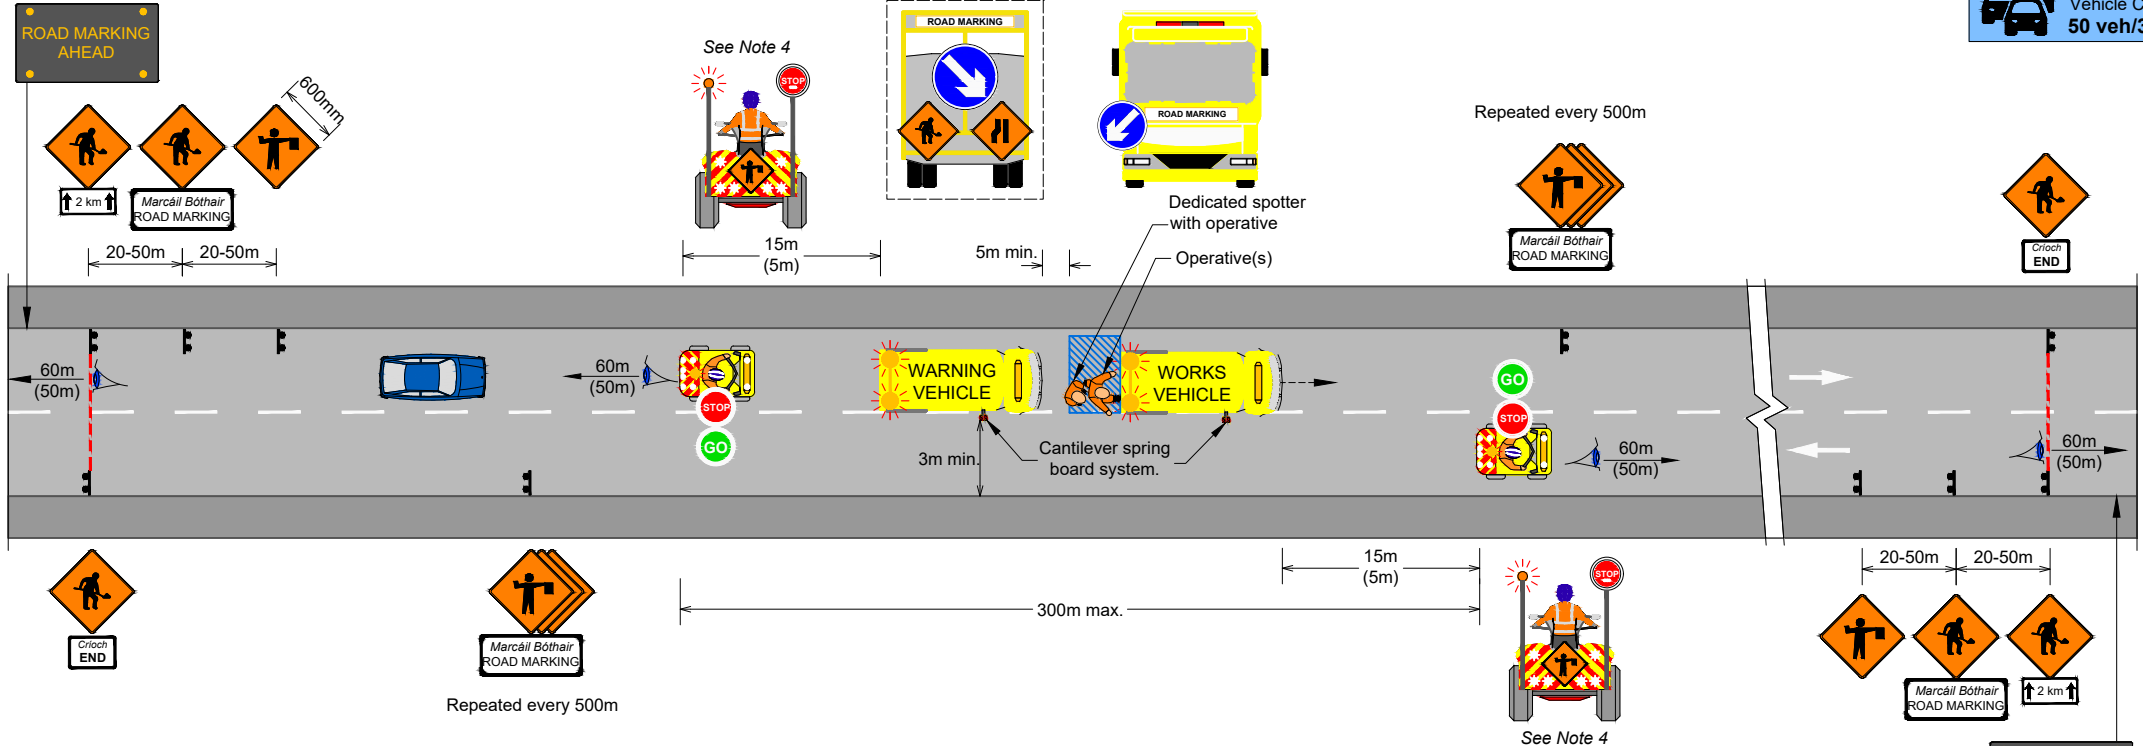 ROAD MARKING
AHEAD
600mm
2 km
Marcáil Bóthair
ROAD MARKING
20-50m
20-50m
See Note 4
STOP
15m
(5m)
ROAD MARKING
ROAD MARKING
5m min.
Dedicated spotter
with operative
Operative(s)
Repeated every 500m
Marcáil Bóthair
ROAD MARKING
Vehicle
50 veh/
Críoch
END
60m
(50m)
60m
(50m)
STOP
GO
WARNING
VEHICLE
WORKS
VEHICLE
3m min.
Cantilever spring
board system.
GO
STOP
60m
(50m)
60m
(50m)
Críoch
END
Marcáil Bóthair
ROAD MARKING
Repeated every 500m
300m max.
15m
(5m)
STOP
See Note 4
20-50m
20-50m
Marcáil Bóthair
ROAD MARKING
2 km